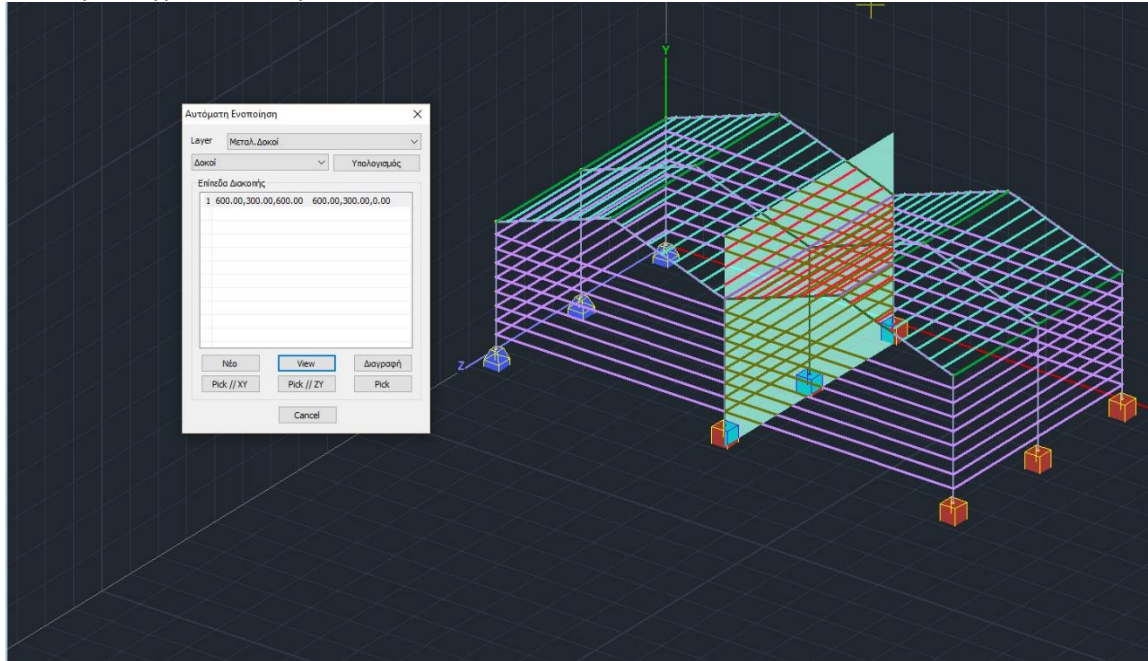 Αυτόματη Ενοποίηση
Layer Μεταλ.Δοκοί
Δοκοί Υπολογισμός
Επίπεδα Διακοπής
1 600.00,300.00,600.00 600.00,300.00,0.00
Νέο View Διαγραφή
Pick // XY Pick // ZY Pick
Cancel
Y
Z